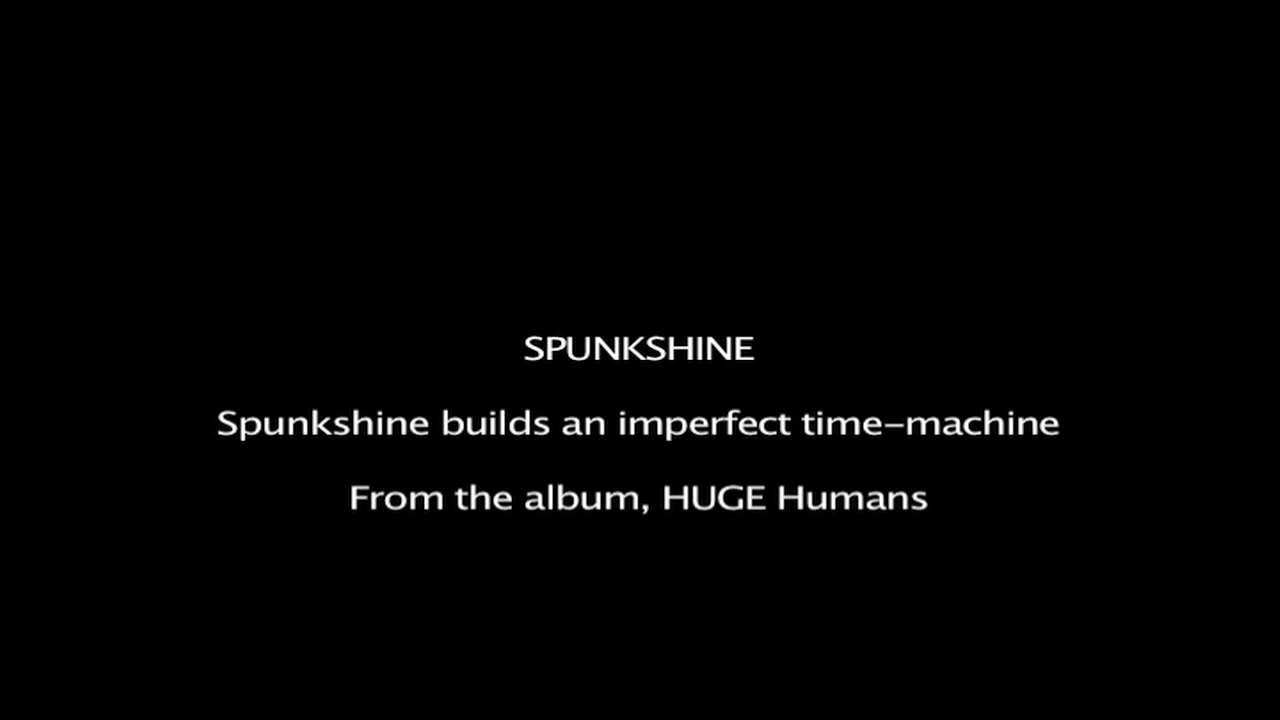 SPUNKSHINE
Spunkshine builds an imperfect time–machine
From the album, HUGE Humans